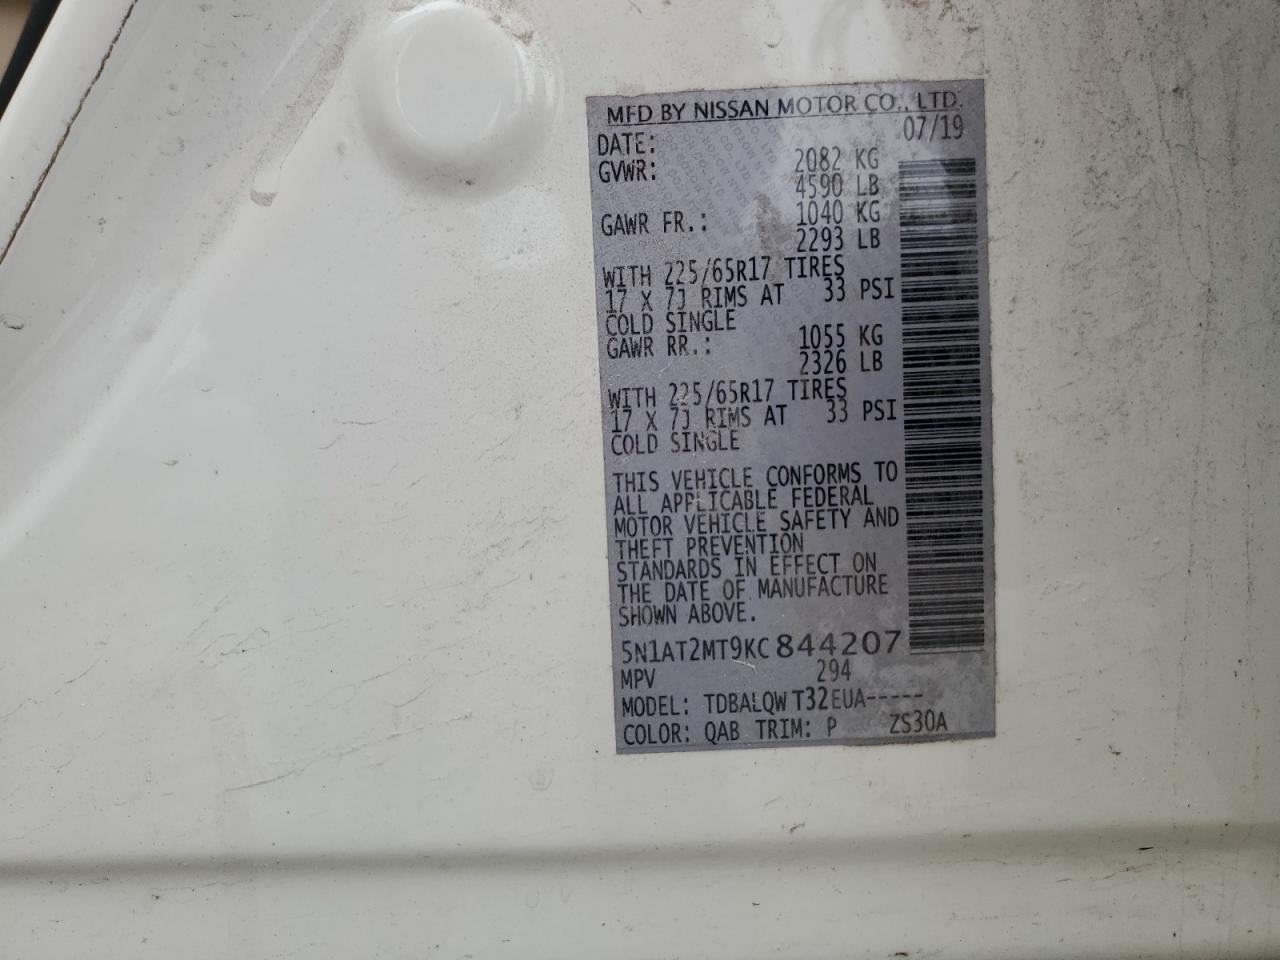 MFD BY NISSAN MOTOR CO., LTD.
DATE: 07/19
GVWR: 2082 KG
4590 LB
GAWR FR.: 1040 KG
2293 LB
WITH 225/65R17 TIRES
17 X 7J RIMS AT 33 PSI
COLD SINGLE
GAWR RR.: 1055 KG
2326 LB
WITH 225/65R17 TIRES
17 X 7J RIMS AT 33 PSI
COLD SINGLE
THIS VEHICLE CONFORMS TO
ALL APPLICABLE FEDERAL
MOTOR VEHICLE SAFETY AND
THEFT PREVENTION
STANDARDS IN EFFECT ON
THE DATE OF MANUFACTURE
SHOWN ABOVE.
5N1AT2MT9KC844207
MPV 294
MODEL: TDBALQWT32EUA-----
COLOR: QAB TRIM: P ZS30A